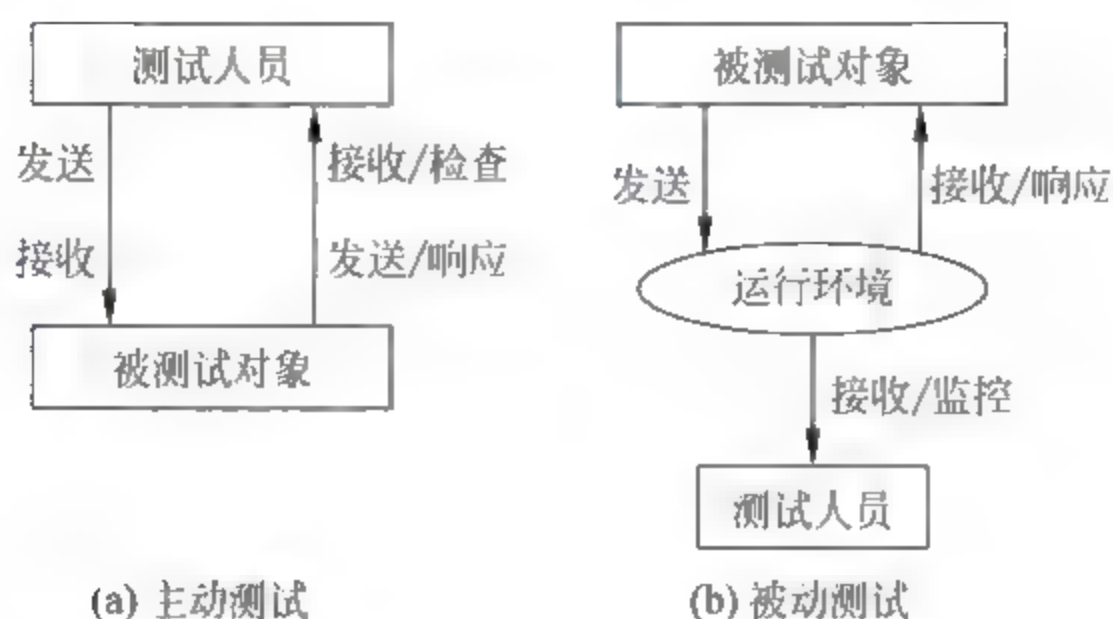 测试人员
发送
接收/检查
接收
发送/响应
被测试对象
(a) 主动测试
被测试对象
发送
接收/响应
运行环境
接收/监控
测试人员
(b) 被动测试